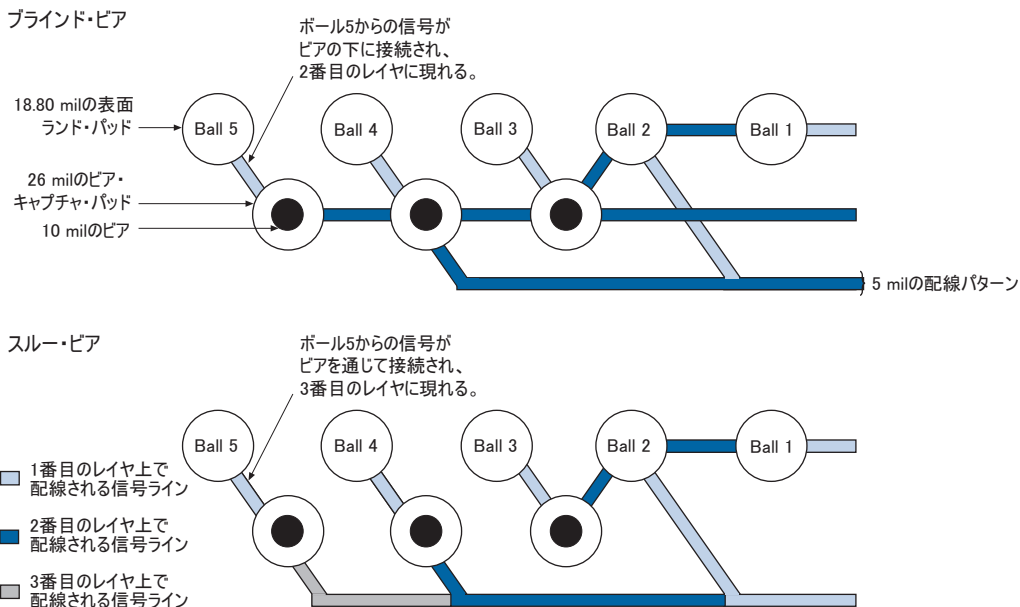 ブラインド・ビア
ボール5からの信号が
ビアの下に接続され、
2番目のレイヤに現れる。
18.80 milの表面
ランド・パッド
Ball 5
Ball 4
Ball 3
Ball 2
Ball 1
26 milのビア・
キャプチャ・パッド
10 milのビア
5 milの配線パターン
スルー・ビア
ボール5からの信号が
ビアを通じて接続され、
3番目のレイヤに現れる。
Ball 5
Ball 4
Ball 3
Ball 2
Ball 1
1番目のレイヤ上で
配線される信号ライン
2番目のレイヤ上で
配線される信号ライン
3番目のレイヤ上で
配線される信号ライン